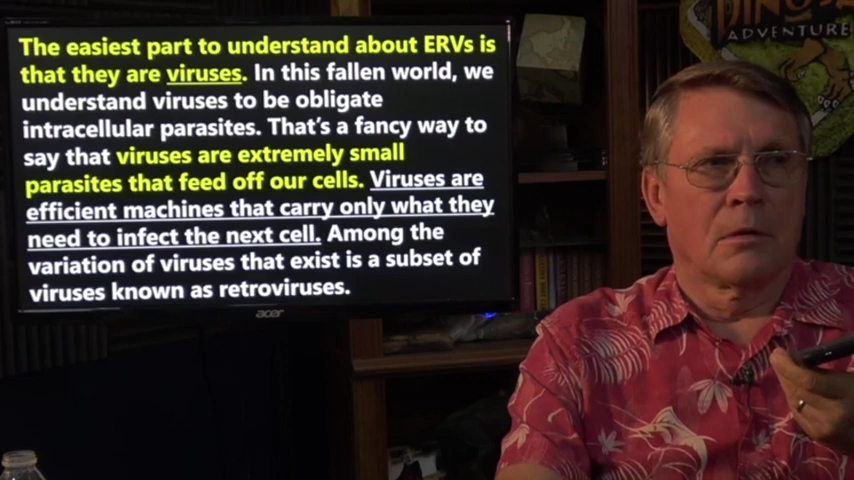 The easiest part to understand about ERVs is
that they are viruses. In this fallen world, we
understand viruses to be obligate
intracellular parasites. That's a fancy way to
say that viruses are extremely small
parasites that feed off our cells. Viruses are
efficient machines that carry only what they
need to infect the next cell. Among the
variation of viruses that exist is a subset of
viruses known as retroviruses.
acer
ADVENTURE